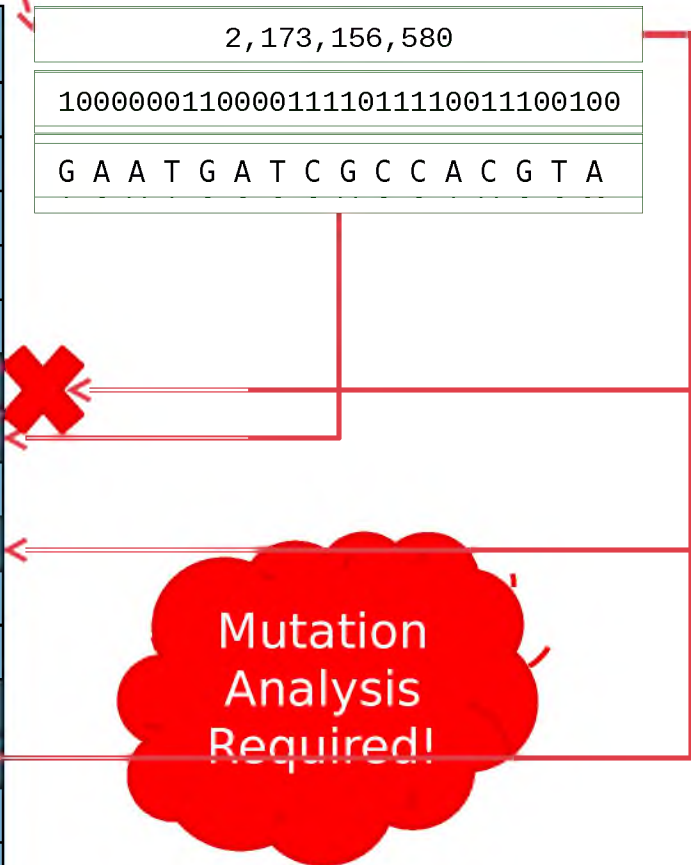 2,173,156,580
10000001100001111011110011100100
G A A T G A T C G C C A C G T A
Mutation
Analysis
Required!